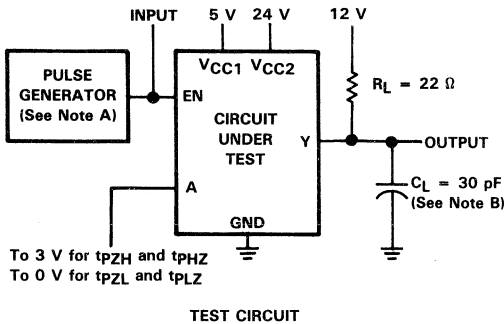 INPUT
5 V 24 V 12 V
PULSE
GENERATOR
(See Note A)
VCC1 VCC2
EN
CIRCUIT
UNDER
TEST
Y
A
GND
RL = 22 Ω
OUTPUT
CL = 30 pF
(See Note B)
To 3 V for tPZH and tPHZ
To 0 V for tPZL and tPLZ
TEST CIRCUIT